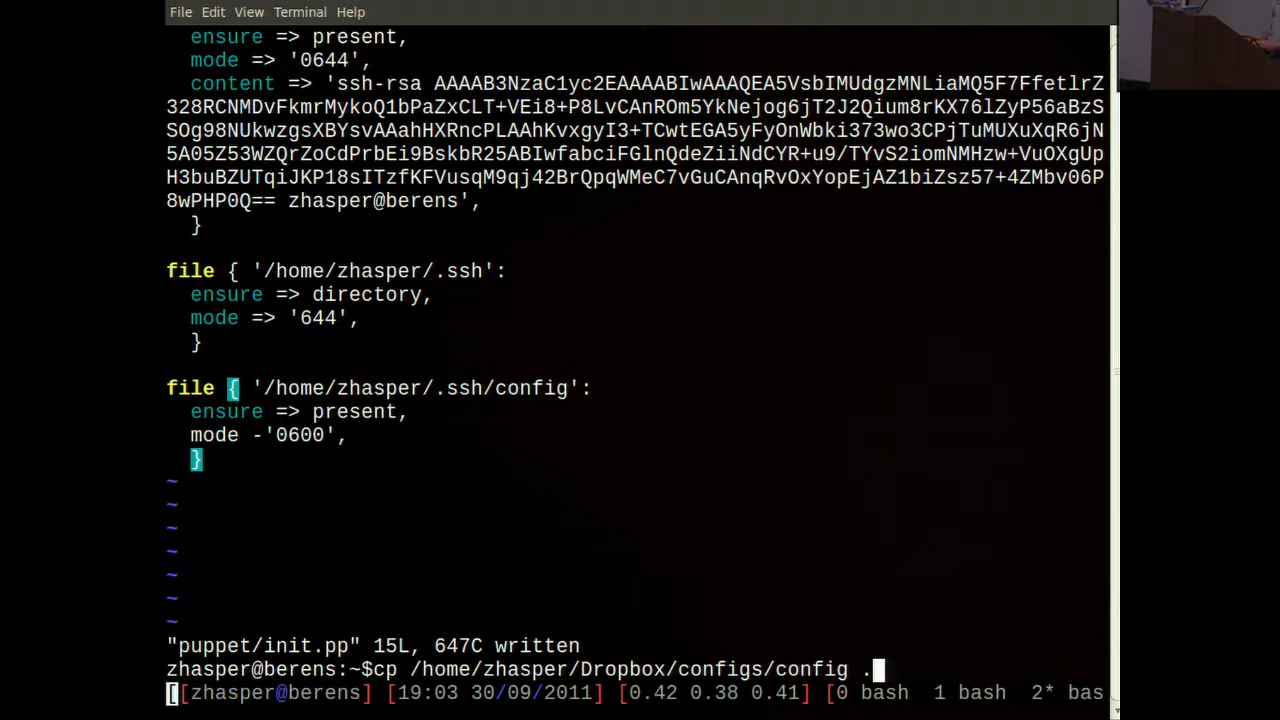 File Edit View Terminal Help
ensure => present,
mode => '0644',
content => 'ssh-rsa AAAAB3NzaC1yc2EAAAABIwAAAQEA5VsbIMUdgzMNLiaMQ5F7FfetlrZ
328RCNMDvFkmrMykoQ1bPaZxCLT+VEi8+P8LvCAnROm5YkNejog6jT2J2Qium8rKX76lZyP56aBzS
SOg98NUkwzgsXBYsvAAahHXRncPLAAhKvxgyI3+TCwtEGA5yFyOnWbki373wo3CPjTuMUXuXqR6jN
5A05Z53WZQrZoCdPrbEi9BskbR25ABIwfabciFGlnQdeZiiNdCYR+u9/TYvS2iomNMHzw+VuOXgUp
H3buBZUTqiJKP18sITzfKFVusqM9qj42BrQpqWMeC7vGuCAnqRvOxYopEjAZ1biZsz57+4ZMbv06P
8wPHP0Q== zhasper@berens',
}
file { '/home/zhasper/.ssh':
ensure => directory,
mode => '644',
}
file { '/home/zhasper/.ssh/config':
ensure => present,
mode -'0600',
}
~
~
~
~
~
~
~
"puppet/init.pp" 15L, 647C written
zhasper@berens:~$cp /home/zhasper/Dropbox/configs/config .
[[zhasper@berens] [19:03 30/09/2011] [0.42 0.38 0.41] [0 bash 1 bash 2* bas